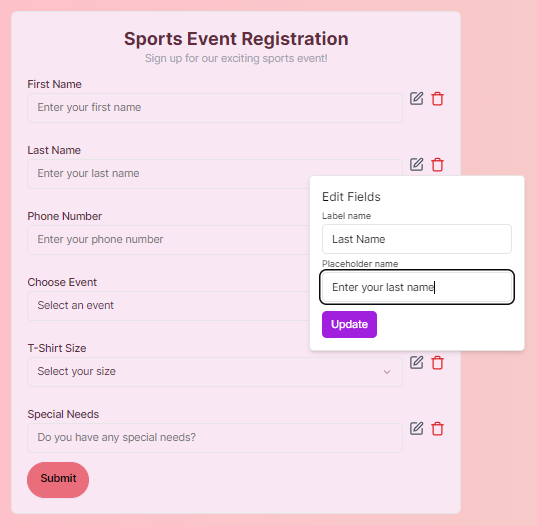 Sports Event Registration
Sign up for our exciting sports event!
First Name
Enter your first name
Last Name
Enter your last name
Phone Number
Enter your phone number
Choose Event
Select an event
T-Shirt Size
Select your size
Special Needs
Do you have any special needs?
Submit
Edit Fields
Label name
Last Name
Placeholder name
Enter your last name
Update